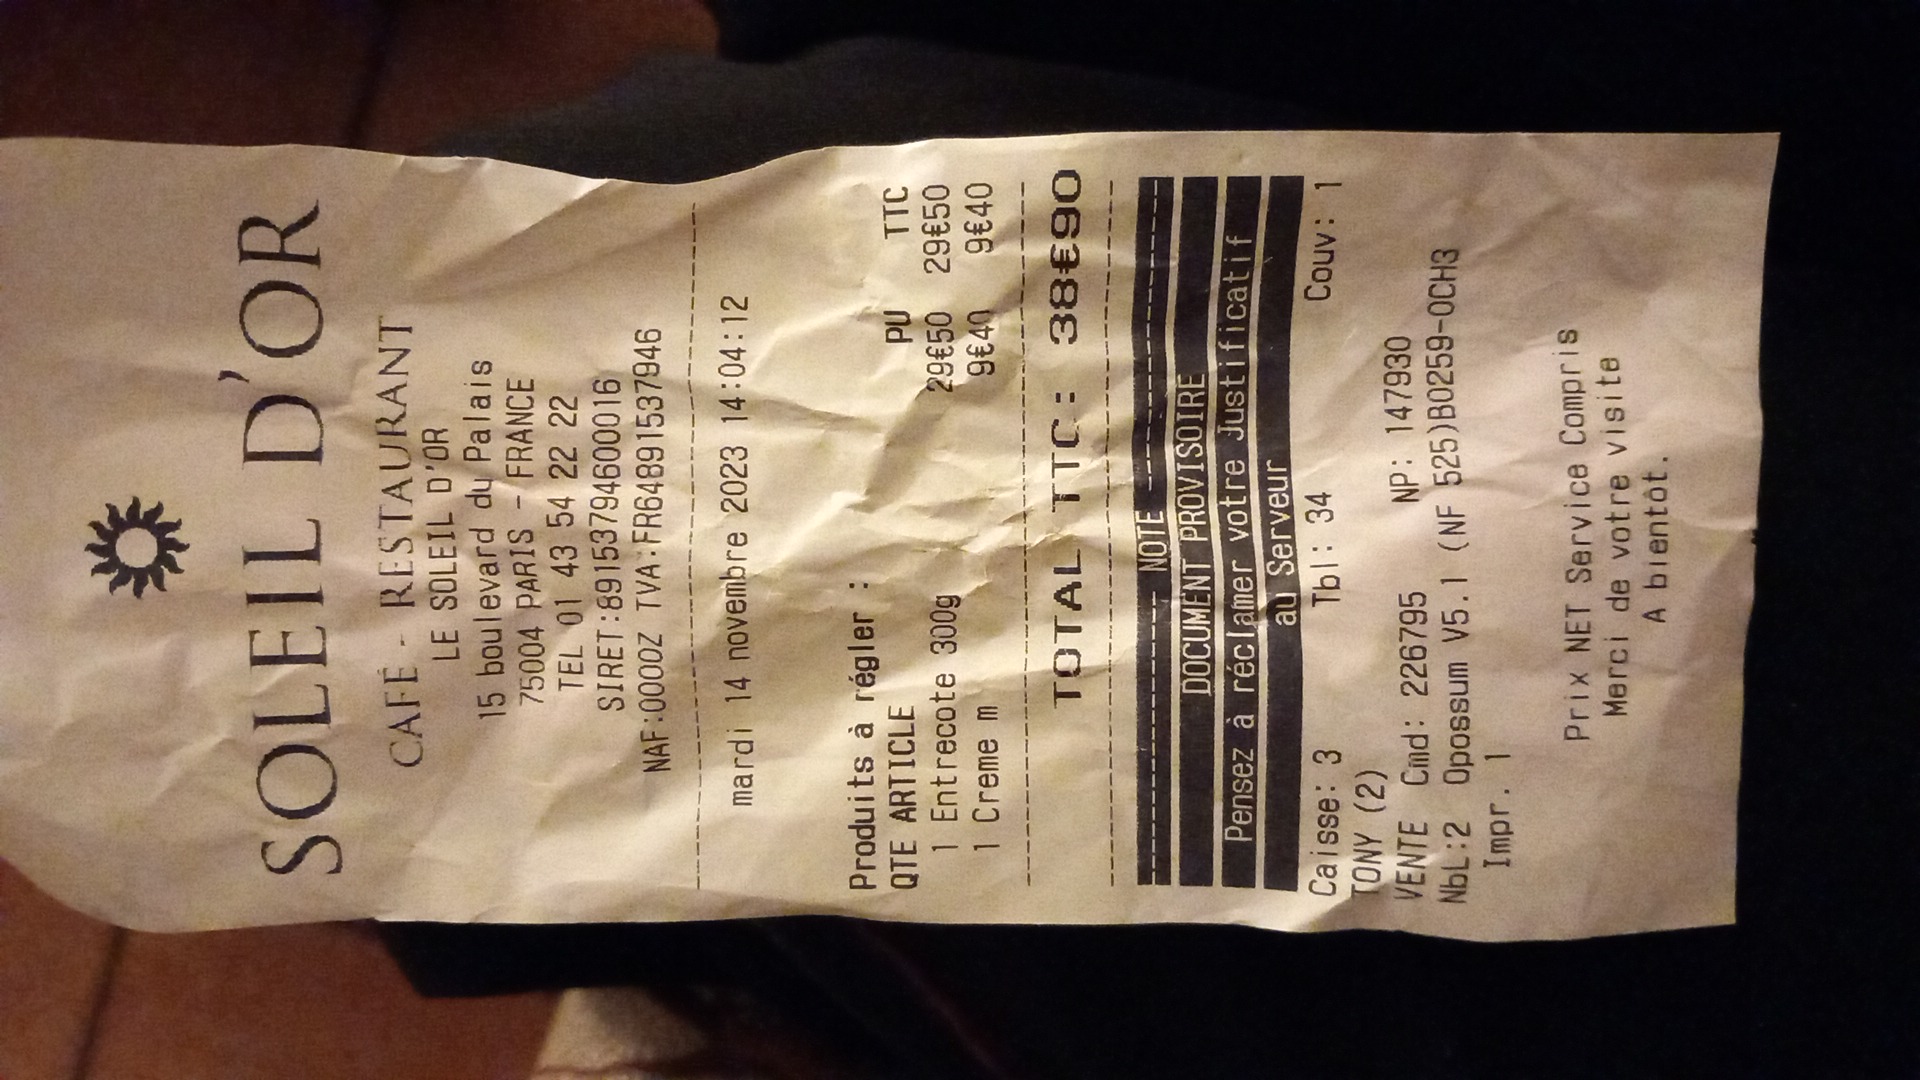 SOLEIL D'OR
CAFÉ - RESTAURANT
LE SOLEIL D'OR
15 boulevard du Palais
75004 PARIS - FRANCE
TEL 01 43 54 22 22
SIRET:89153794600016
NAF:0000Z TVA:FR64891537946
mardi 14 novembre 2023 14:04:12
Produits à régler :
QTE ARTICLE PU TTC
1 Entrecote 300g 29€50 29€50
1 Creme m 9€40 9€40
TOTAL TTC: 38€90
NOTE
DOCUMENT PROVISOIRE
Pensez à réclamer votre Justificatif
au Serveur
Caisse: 3 Tbl: 34 Couv: 1
TONY (2)
VENTE Cmd: 226795 NP: 147930
NbL:2 Opossum V5.1 (NF 525)B0259-OCH3
Impr. 1
Prix NET Service Compris
Merci de votre visite
A bientôt.